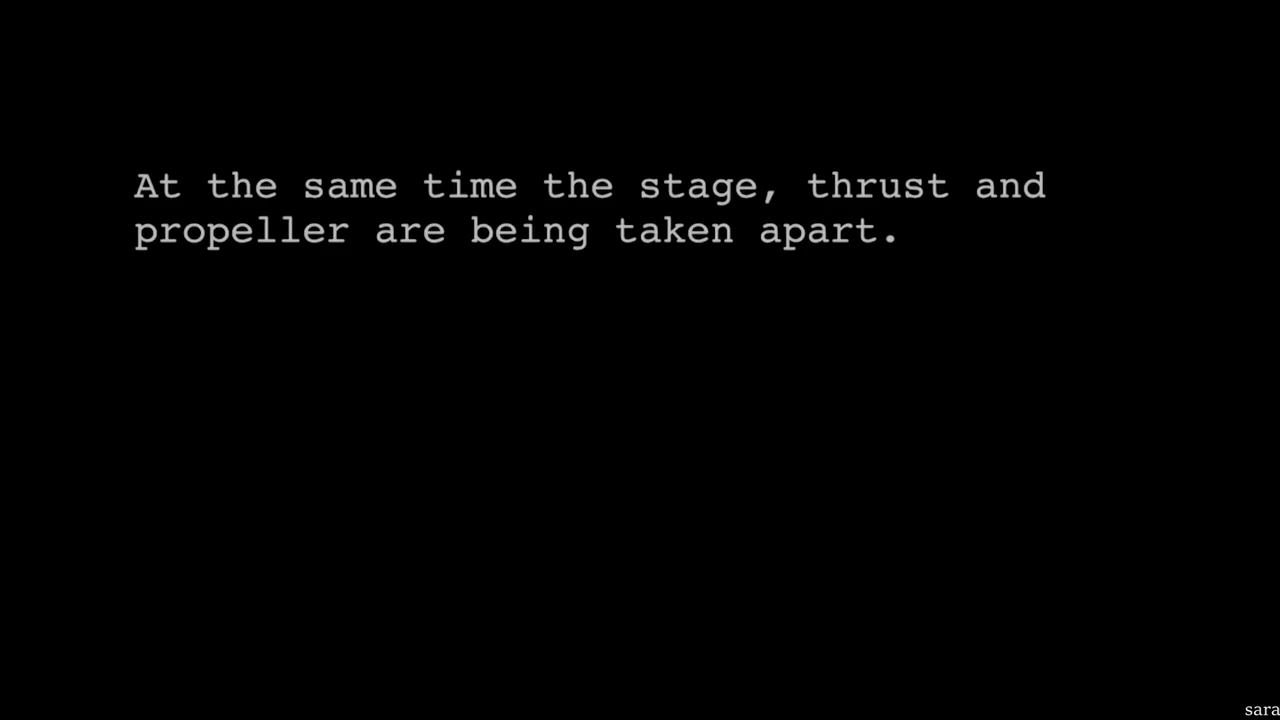 At the same time the stage, thrust and
propeller are being taken apart.
sara